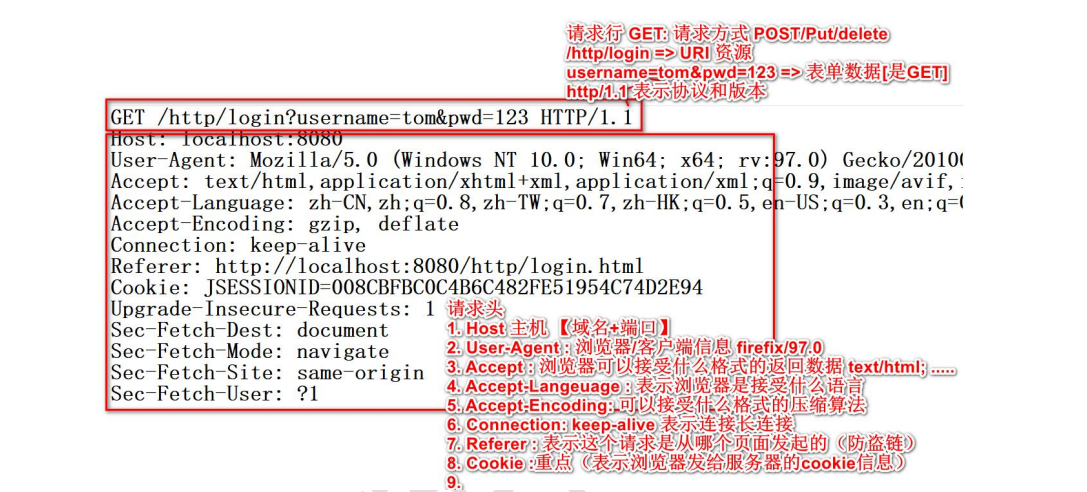 请求行 GET: 请求方式 POST/Put/delete
/http/login => URI 资源
username=tom&pwd=123 => 表单数据[是GET]
http/1.1 表示协议和版本
GET /http/login?username=tom&pwd=123 HTTP/1.1
Host: localhost:8080
User-Agent: Mozilla/5.0 (Windows NT 10.0; Win64; x64; rv:97.0) Gecko/2010
Accept: text/html,application/xhtml+xml,application/xml;q=0.9,image/avif,
Accept-Language: zh-CN,zh;q=0.8,zh-TW;q=0.7,zh-HK;q=0.5,en-US;q=0.3,en;q=
Accept-Encoding: gzip, deflate
Connection: keep-alive
Referer: http://localhost:8080/http/login.html
Cookie: JSESSIONID=008CBFBC0C4B6C482FE51954C74D2E94
Upgrade-Insecure-Requests: 1
Sec-Fetch-Dest: document
Sec-Fetch-Mode: navigate
Sec-Fetch-Site: same-origin
Sec-Fetch-User: ?1
请求头
1. Host 主机 【域名+端口】
2. User-Agent : 浏览器/客户端信息 firefix/97.0
3. Accept : 浏览器可以接受什么格式的返回数据 text/html; .....
4. Accept-Langeuage : 表示浏览器是接受什么语言
5. Accept-Encoding: 可以接受什么格式的压缩算法
6. Connection: keep-alive 表示连接长连接
7. Referer : 表示这个请求是从哪个页面发起的（防盗链）
8. Cookie :重点（表示浏览器发给服务器的cookie信息）
9.